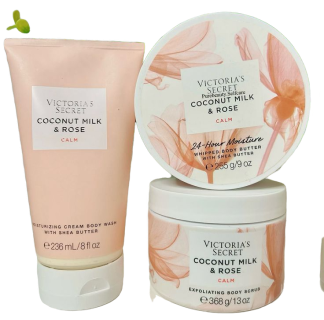 VICTORIA'S
SECRET
COCONUT MILK
& ROSE
CALM
MOISTURIZING CREAM BODY WASH
WITH SHEA BUTTER
℮ 236 mL/8 fl oz
VICTORIA'S
SECRET
Purebeauty Selfcare
COCONUT MILK
& ROSE
CALM
24-Hour Moisture
WHIPPED BODY BUTTER
WITH SHEA BUTTER
℮ 255 g/9 oz
VICTORIA'S
SECRET
COCONUT MILK
& ROSE
CALM
EXFOLIATING BODY SCRUB
℮ 368 g/13 oz